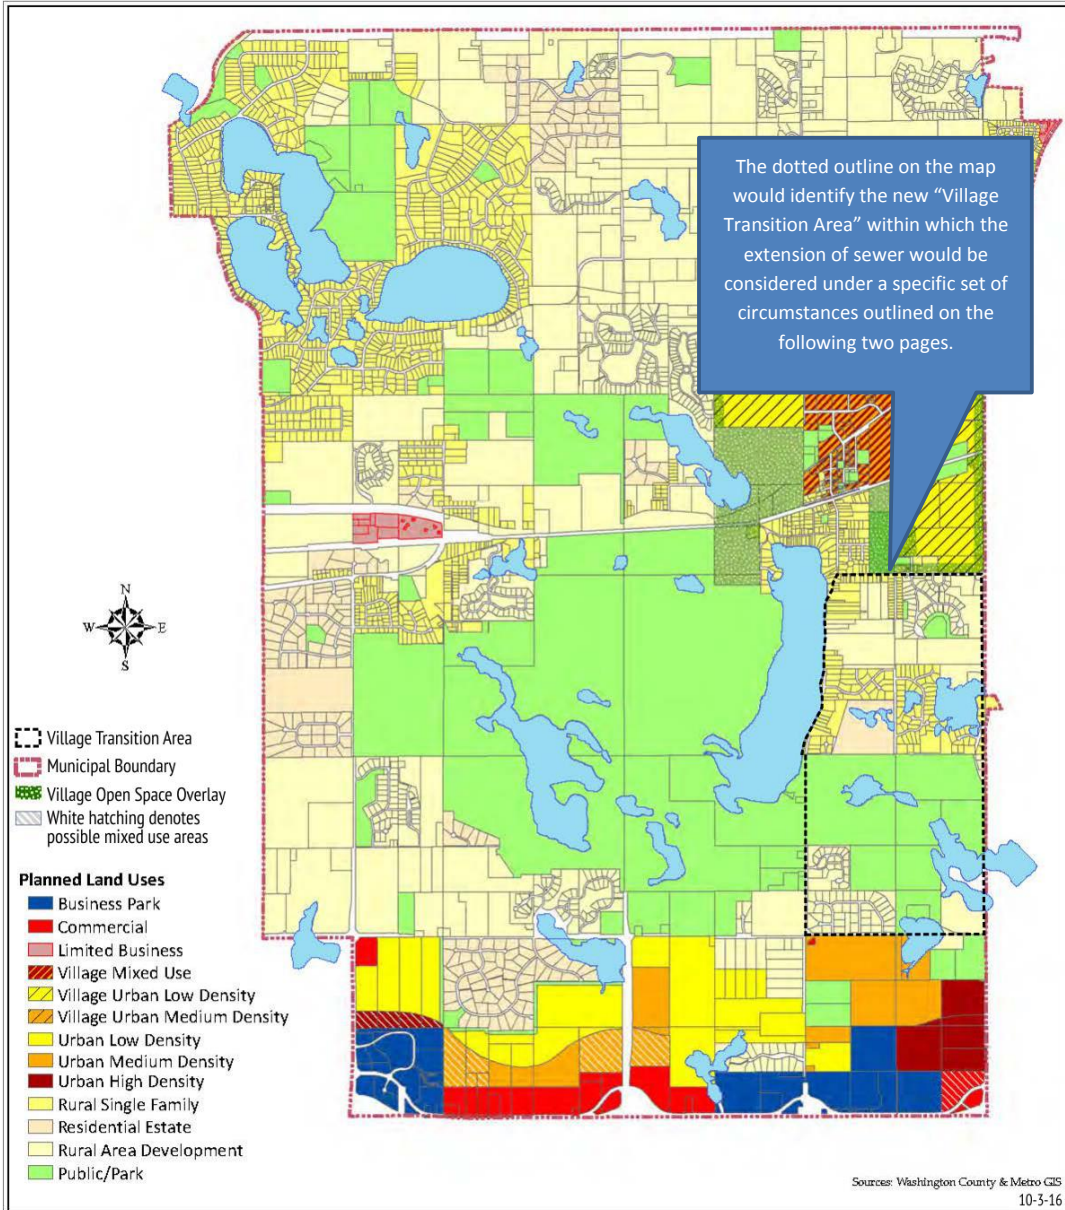 The dotted outline on the map
would identify the new “Village
Transition Area” within which the
extension of sewer would be
considered under a specific set of
circumstances outlined on the
following two pages.
N
W
E
S
Village Transition Area
Municipal Boundary
Village Open Space Overlay
White hatching denotes
possible mixed use areas
Planned Land Uses
Business Park
Commercial
Limited Business
Village Mixed Use
Village Urban Low Density
Village Urban Medium Density
Urban Low Density
Urban Medium Density
Urban High Density
Rural Single Family
Residential Estate
Rural Area Development
Public/Park
Sources: Washington County & Metro GIS
10-3-16